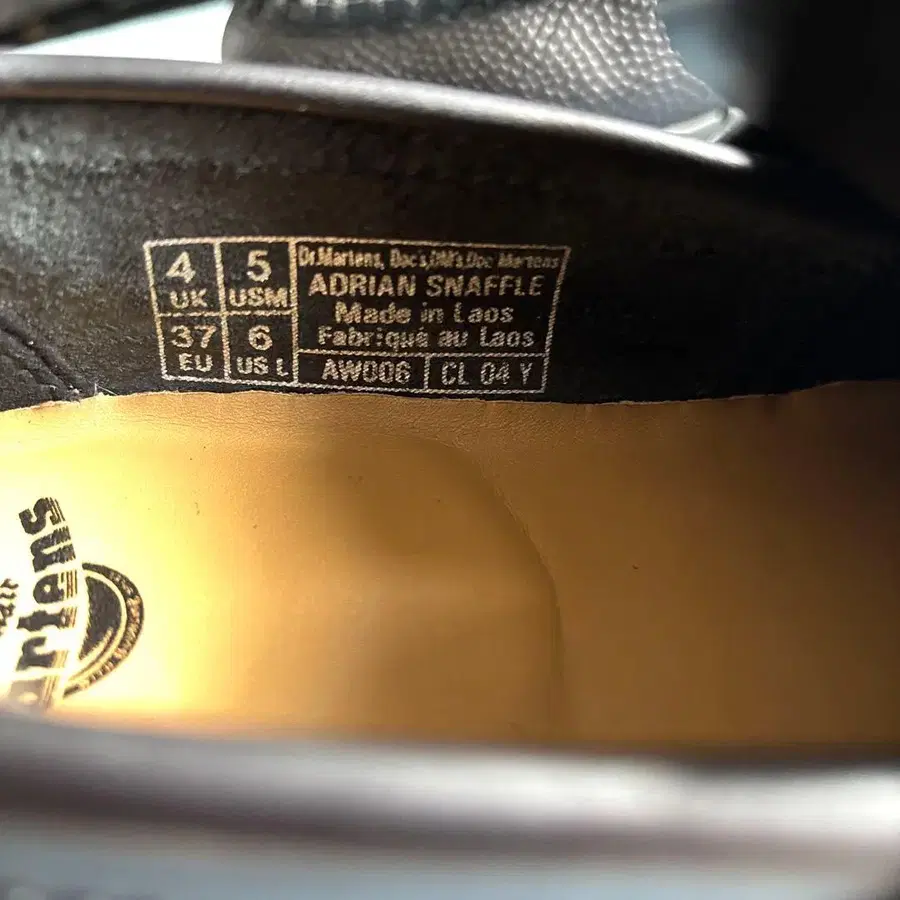 4 UK
5 USM
37 EU
6 US L
Dr.Martens, Doc's,DM's,Doc Martens
ADRIAN SNAFFLE
Made in Laos
Fabriqué au Laos
AW006
CL 04 Y